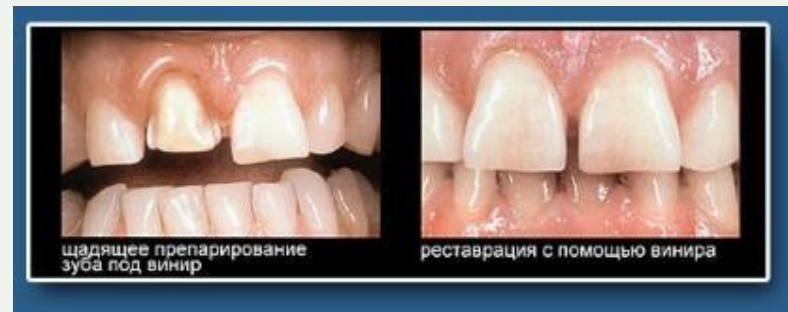 щадящее препарирование
зуба под винир
реставрация с помощью винира